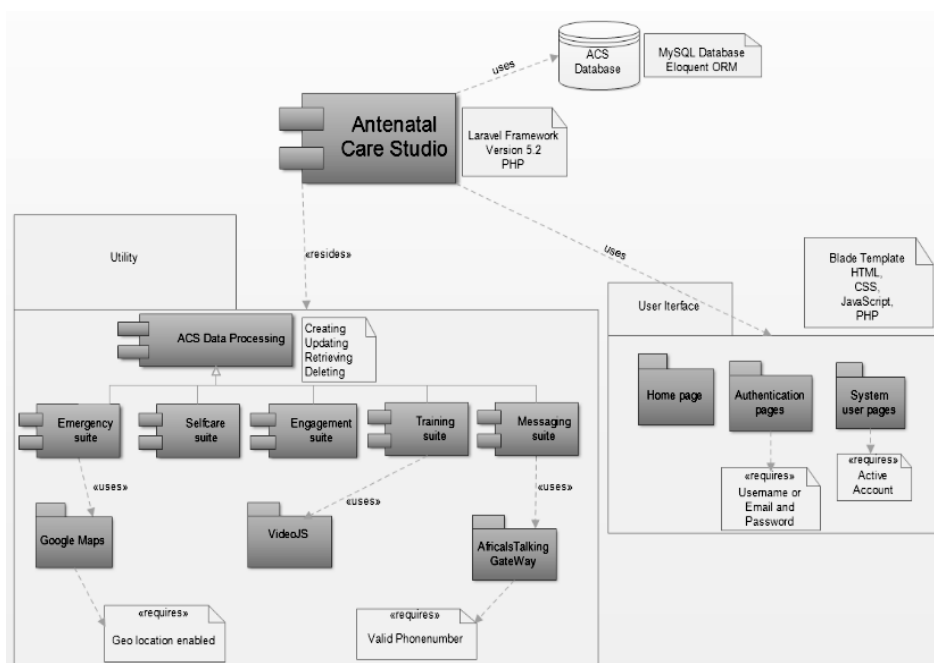 uses
ACS
Database
MySQL Database
Eloquent ORM
Antenatal
Care Studio
Laravel Framework
Version 5.2
PHP
«resides»
uses
Utility
Blade Template
HTML,
CSS,
JavaScript,
PHP
User Iterface
ACS Data Processing
Creating
Updating
Retrieving
Deleting
Home page
Authentication
pages
System
user pages
Emergency
suite
Selfcare
suite
Engagement
suite
Training
suite
Messaging
suite
«requires»
Username or
Email and
Password
«requires»
Active
Account
«uses»
«uses»
«uses»
Google Maps
VideoJS
AfricalsTalking
GateWay
«requires»
Geo location enabled
«requires»
Valid Phonenumber